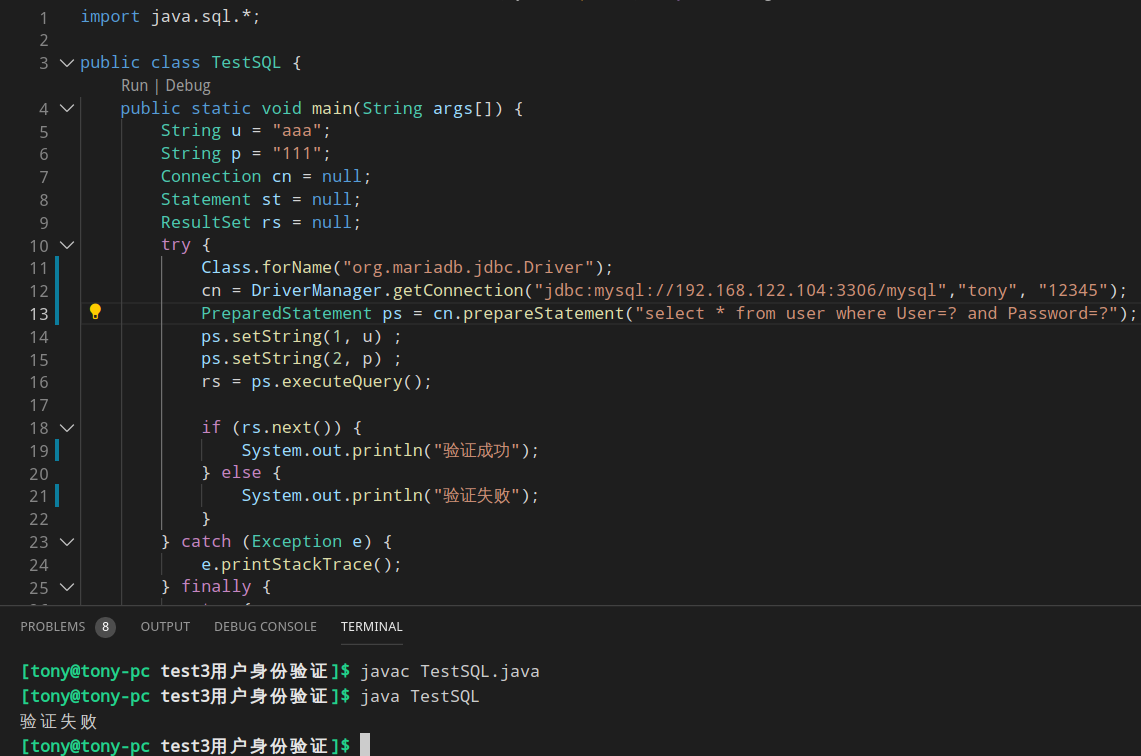 1 import java.sql.*;
2
3 public class TestSQL {
Run | Debug
4 public static void main(String args[]) {
5 String u = "aaa";
6 String p = "111";
7 Connection cn = null;
8 Statement st = null;
9 ResultSet rs = null;
10 try {
11 Class.forName("org.mariadb.jdbc.Driver");
12 cn = DriverManager.getConnection("jdbc:mysql://192.168.122.104:3306/mysql","tony", "12345");
13 PreparedStatement ps = cn.prepareStatement("select * from user where User=? and Password=?");
14 ps.setString(1, u) ;
15 ps.setString(2, p) ;
16 rs = ps.executeQuery();
17
18 if (rs.next()) {
19 System.out.println("验证成功");
20 } else {
21 System.out.println("验证失败");
22 }
23 } catch (Exception e) {
24 e.printStackTrace();
25 } finally {
PROBLEMS 8 OUTPUT DEBUG CONSOLE TERMINAL
[tony@tony-pc test3用户身份验证]$ javac TestSQL.java
[tony@tony-pc test3用户身份验证]$ java TestSQL
验证失败
[tony@tony-pc test3用户身份验证]$